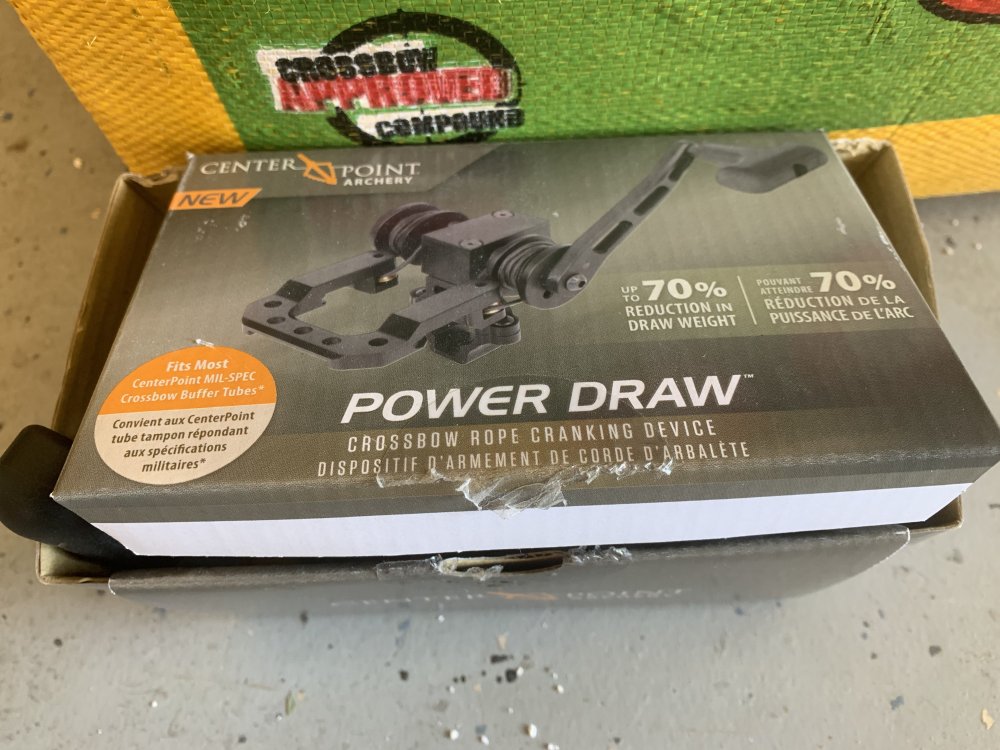 CROSSBOW
APPROVED
COMPOUND
CENTER POINT
ARCHERY
NEW
UP TO 70%
REDUCTION IN
DRAW WEIGHT
POUVANT ATTEINDRE 70%
RÉDUCTION DE LA
PUISSANCE DE L'ARC
Fits Most
CenterPoint MIL-SPEC
Crossbow Buffer Tubes*
Convient aux CenterPoint
tube tampon répondant
aux spécifications
militaires*
POWER DRAW™
CROSSBOW ROPE CRANKING DEVICE
DISPOSITIF D'ARMEMENT DE CORDE D'ARBALÈTE